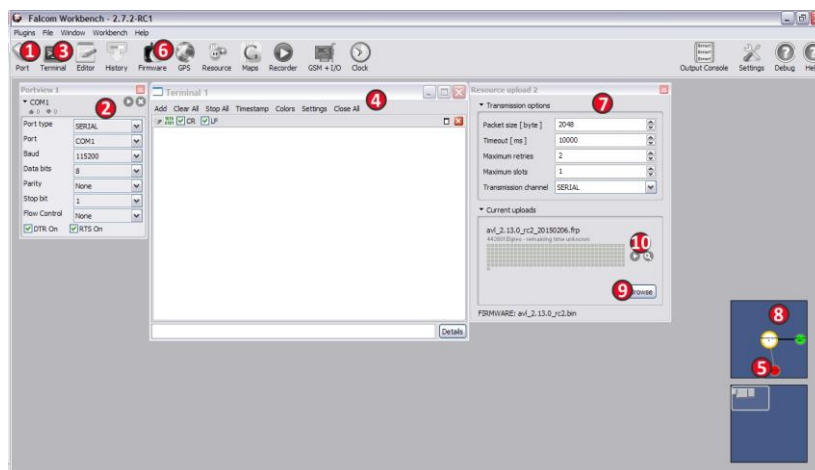 Falcom Workbench - 2.7.2-RC1
Plugins File Window Workbench Help
1 3 6
Port Terminal Editor History Firmware GPS Resource Maps Recorder GSM + I/O Clock Output Console Settings Debug
Portview 1
COM1
0 0
2
Port type SERIAL
Port COM1
Baud 115200
Data bits 8
Parity None
Stop bit 1
Flow Control None
DTR On RTS On
Terminal 1
4
Add Clear All Stop All Timestamp Colors Settings Close All
CR LF
Details
Resource upload 2
7
Transmission options
Packet size [ byte ] 2048
Timeout [ ms ] 10000
Maximum retries 2
Maximum slots 1
Transmission channel SERIAL
Current uploads
avl_2.13.0_rc2_20150206.frp
remaining time unknown
10
9 rowse
FIRMWARE: avl_2.13.0_rc2.bin
8
5